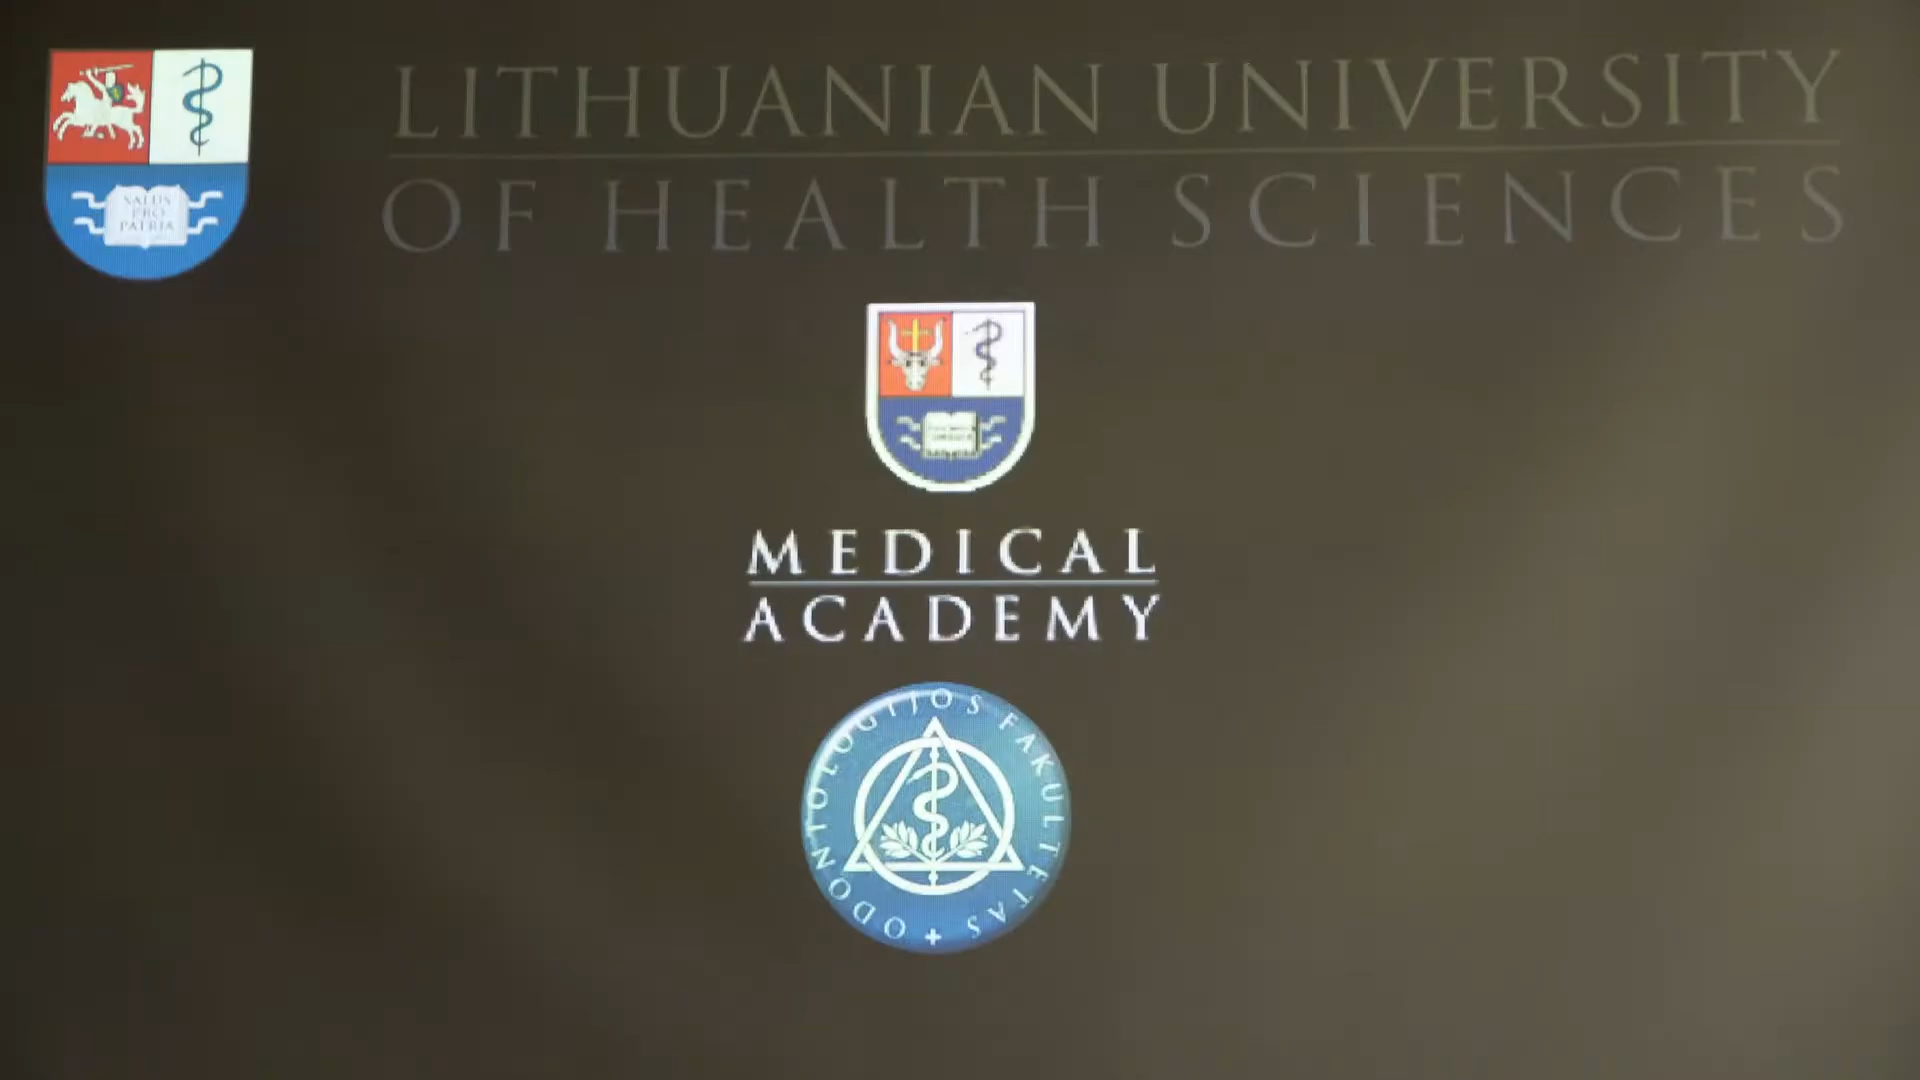 LITHUANIAN UNIVERSITY
OF HEALTH SCIENCES
SALUS
PRO
PATRIA
MEDICAL
ACADEMY
ODONTOLOGIJOS FAKULTETAS